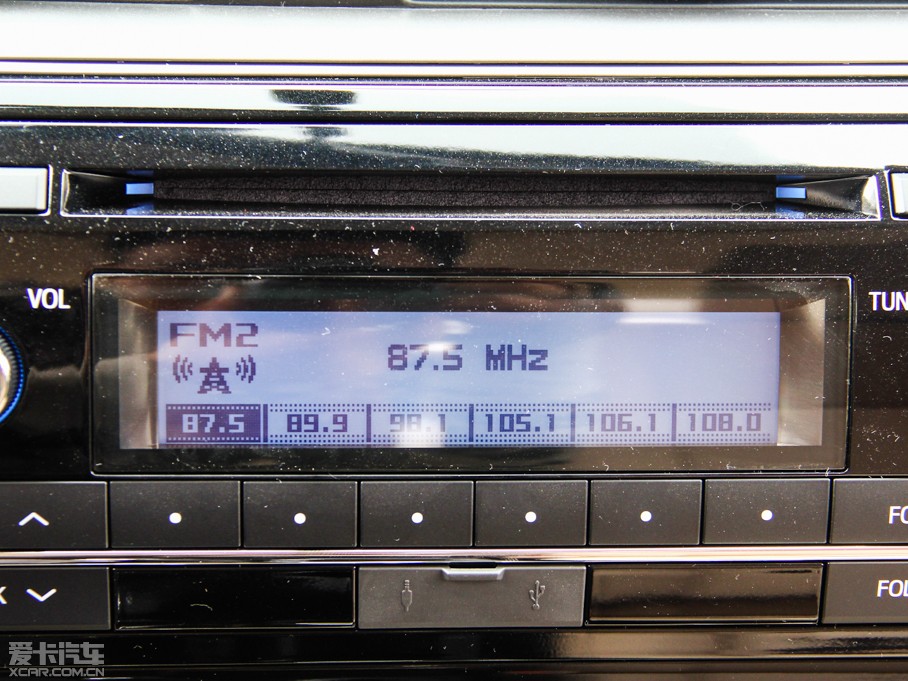 VOL
TUN
FM2
87.5 MHz
87.5 89.9 98.1 105.1 106.1 108.0
FO
K
FOL
爱卡汽车
XCAR.COM.CN